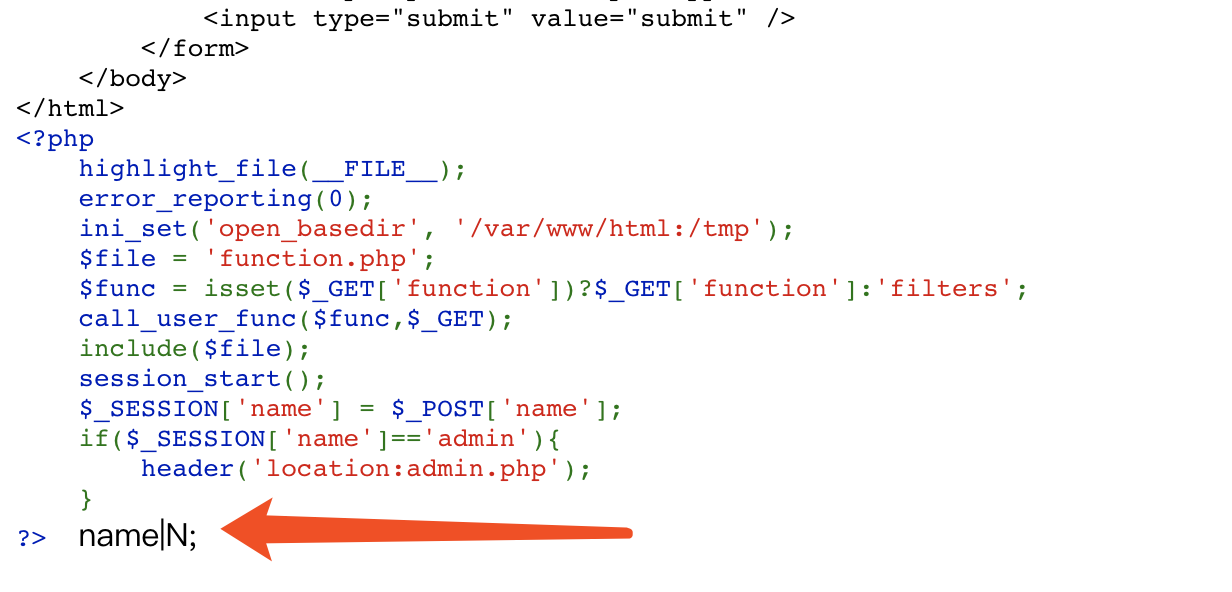 <input type="submit" value="submit" />
</form>
</body>
</html>
<?php
highlight_file(__FILE__);
error_reporting(0);
ini_set('open_basedir', '/var/www/html:/tmp');
$file = 'function.php';
$func = isset($_GET['function'])?$_GET['function']:'filters';
call_user_func($func,$_GET);
include($file);
session_start();
$_SESSION['name'] = $_POST['name'];
if($_SESSION['name']=='admin'){
header('location:admin.php');
}
?> name|N;